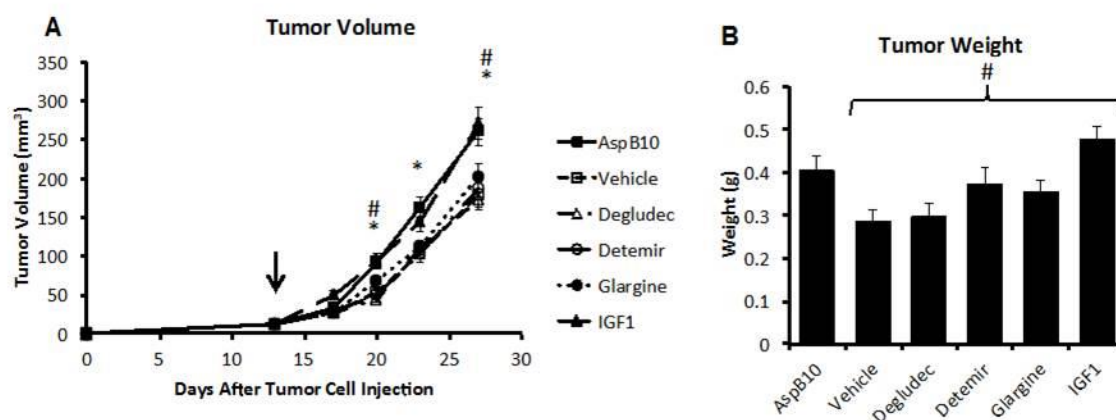 A
Tumor Volume
Tumor Volume (mm³)
350
300
250
200
150
100
50
0
#
*
*
#
*
0 5 10 15 20 25 30
Days After Tumor Cell Injection
AspB10
Vehicle
Degludec
Detemir
Glargine
IGF1
B
Tumor Weight
#
Weight (g)
0.6
0.5
0.4
0.3
0.2
0.1
0
AspB10 Vehicle Degludec Detemir Glargine IGF1